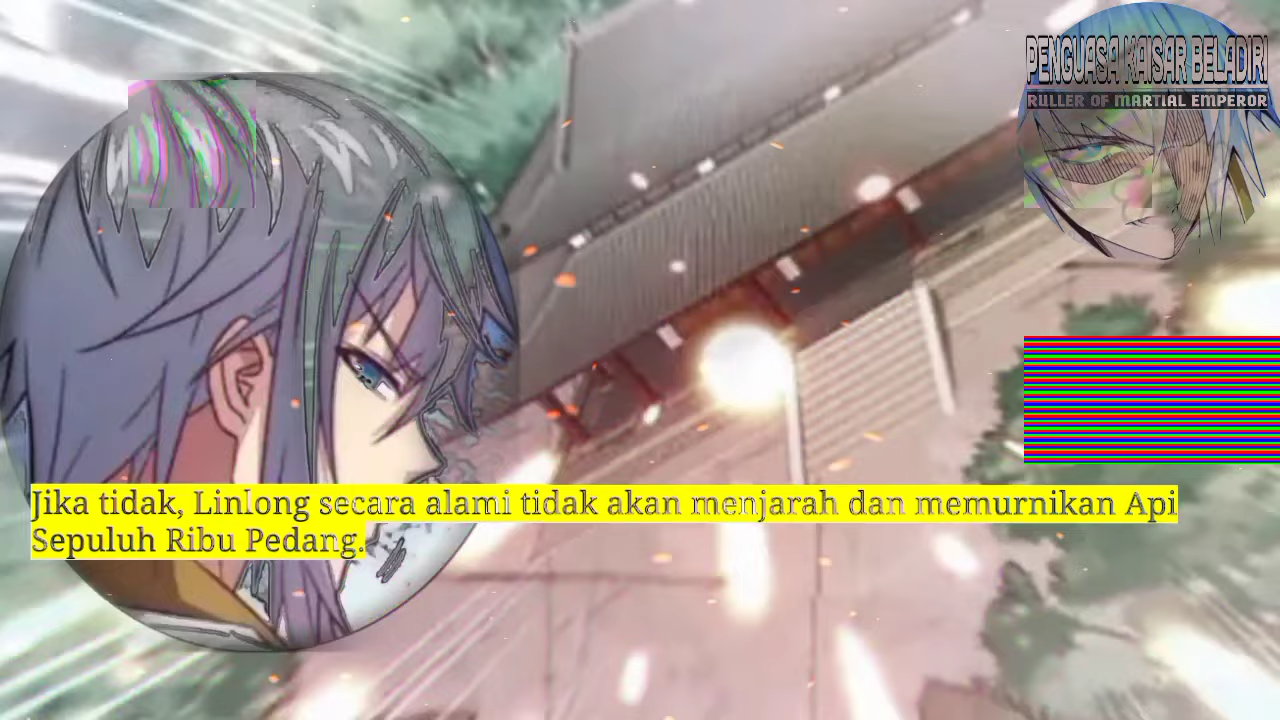 PENGUASA KAISAR BELADIRI
RULLER OF MARTIAL EMPEROR
Jika tidak, Linlong secara alami tidak akan menjarah dan memurnikan Api
Sepuluh Ribu Pedang.